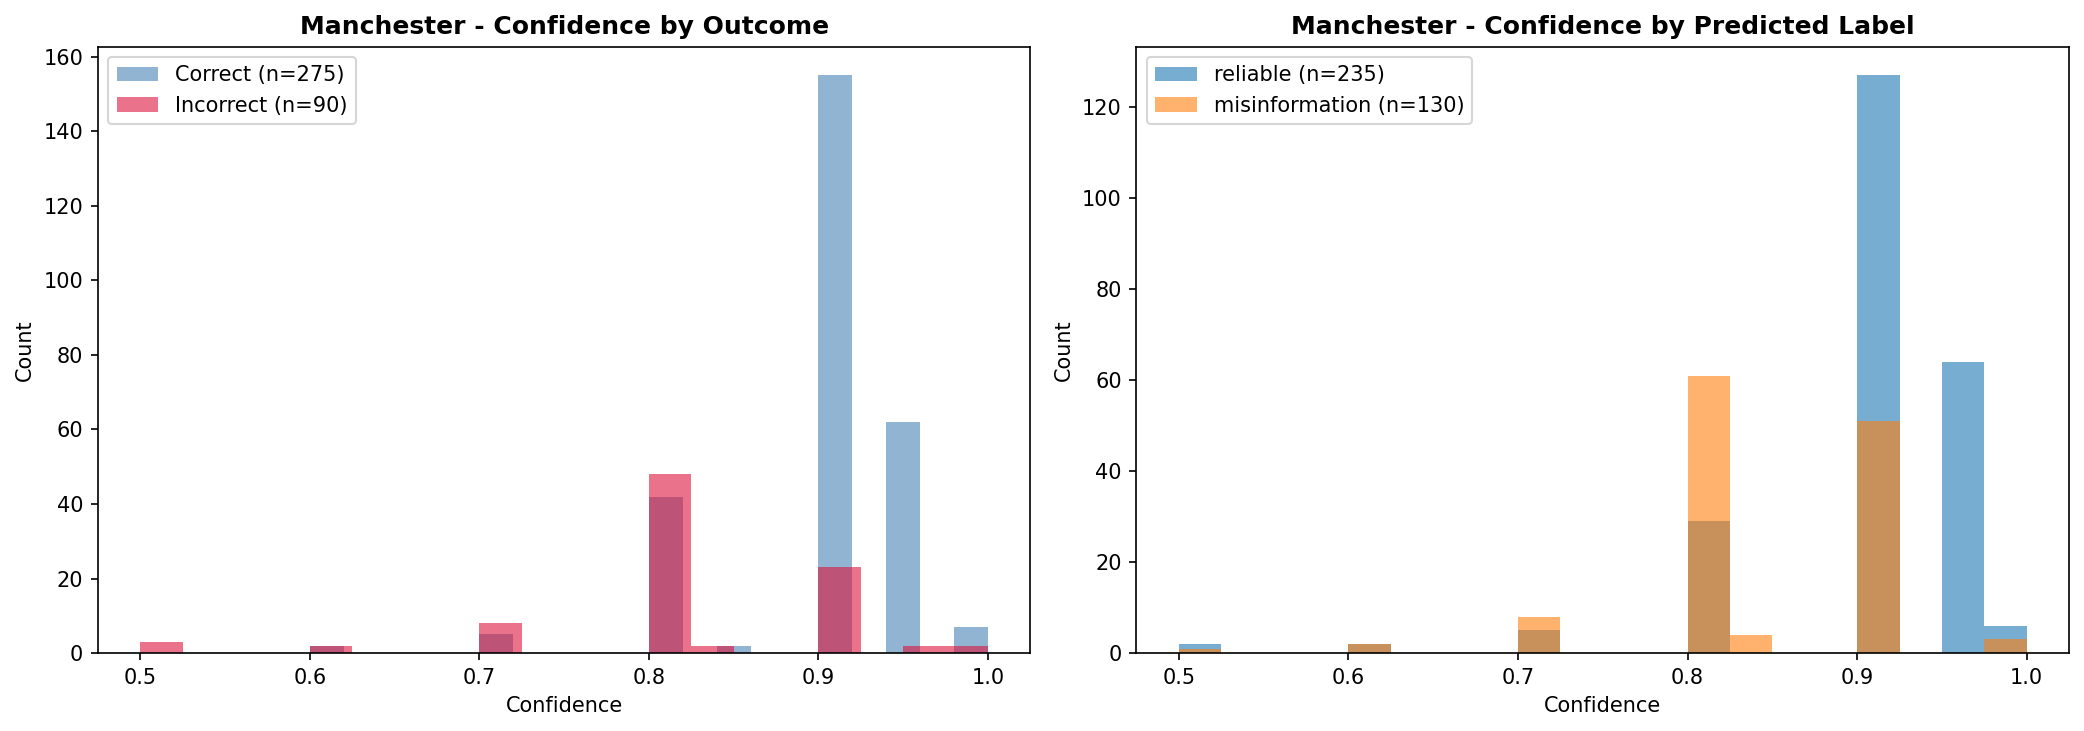 Manchester - Confidence by Outcome
Correct (n=275)
Incorrect (n=90)
160
140
120
100
80
60
40
20
0
Count
0.5 0.6 0.7 0.8 0.9 1.0
Confidence
Manchester - Confidence by Predicted Label
reliable (n=235)
misinformation (n=130)
120
100
80
60
40
20
0
Count
0.5 0.6 0.7 0.8 0.9 1.0
Confidence